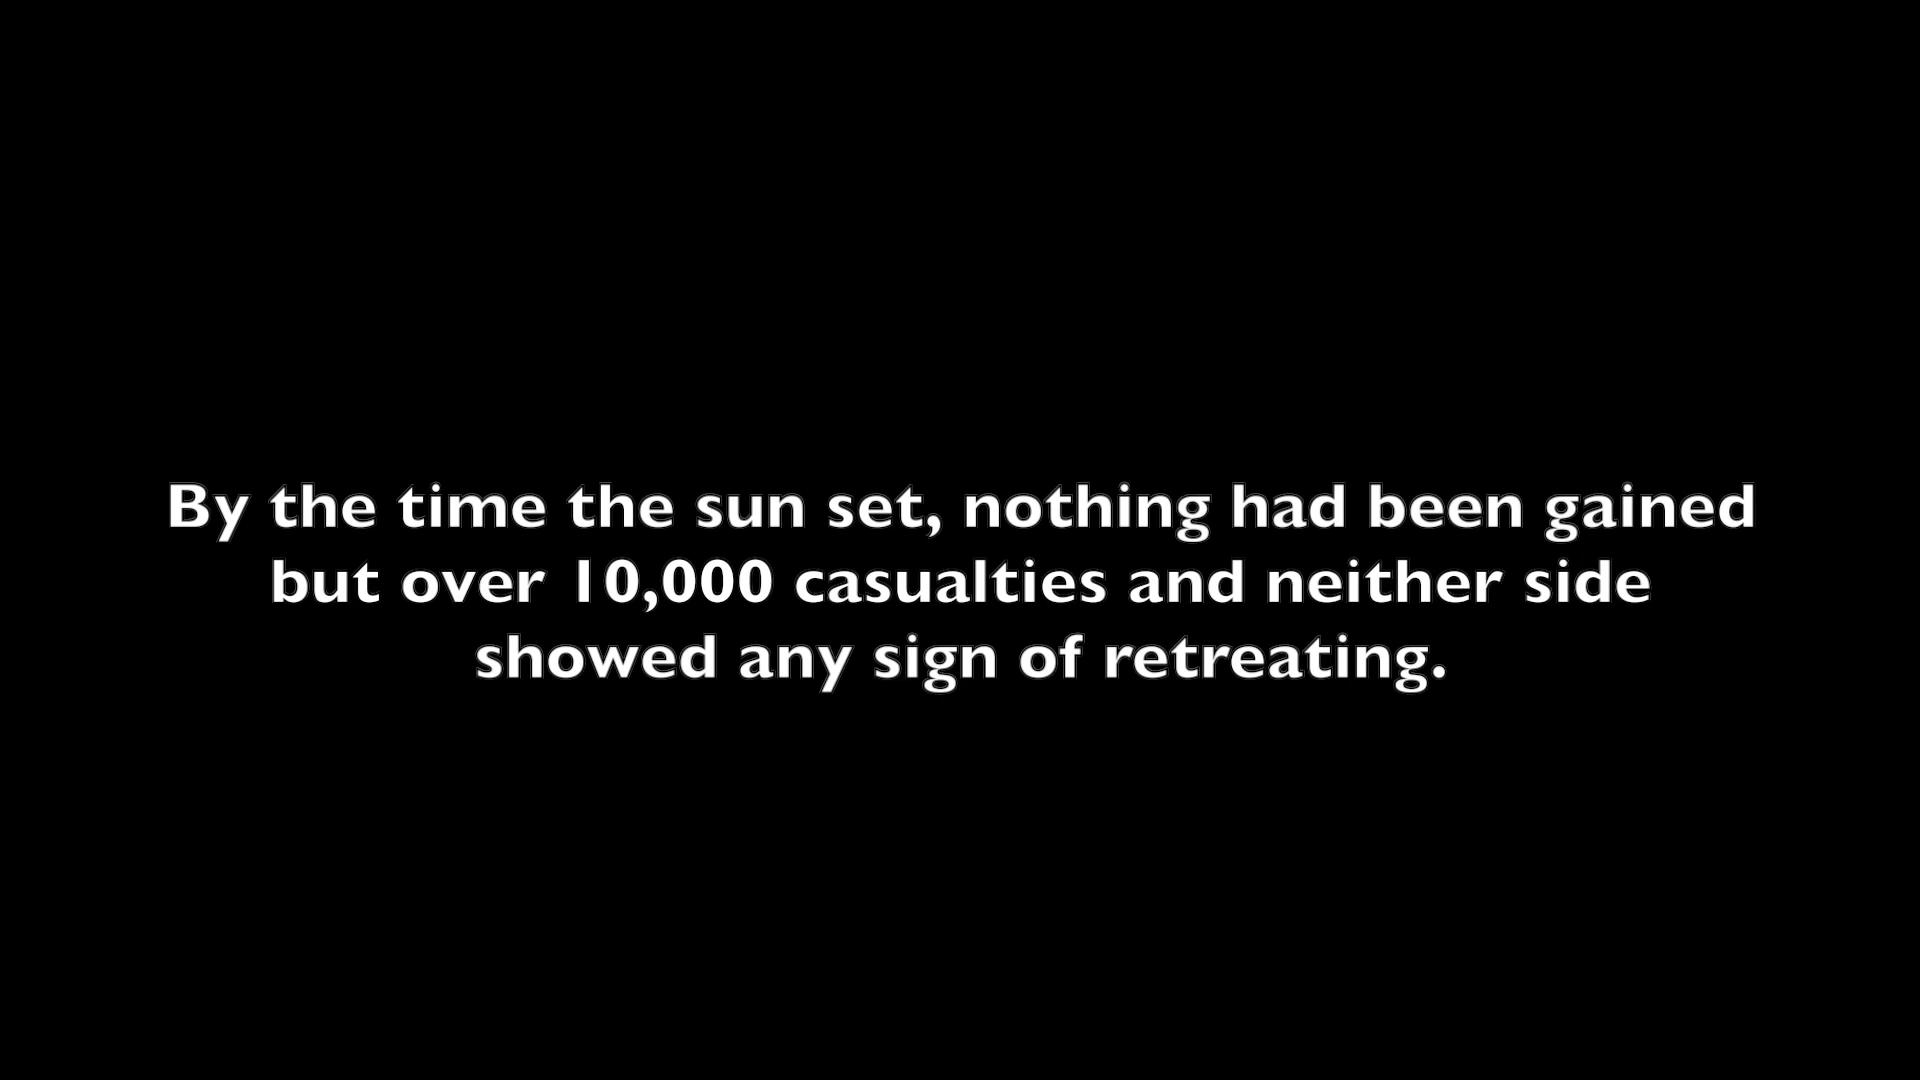 By the time the sun set, nothing had been gained
but over 10,000 casualties and neither side
showed any sign of retreating.